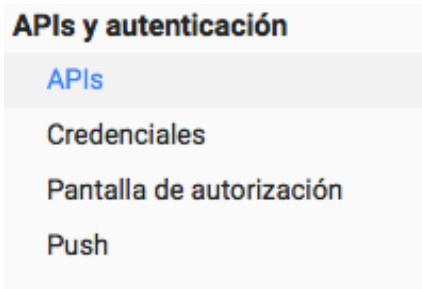 APIs y autenticación
APIs
Credenciales
Pantalla de autorización
Push